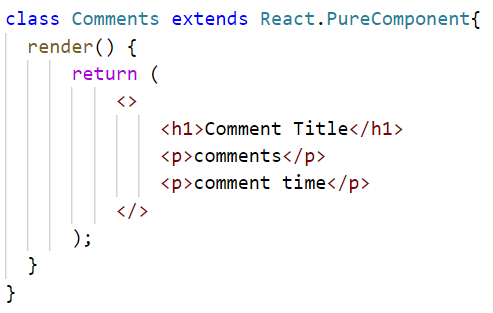 class Comments extends React.PureComponent{
render() {
return (
<>
<h1>Comment Title</h1>
<p>comments</p>
<p>comment time</p>
</>
);
}
}